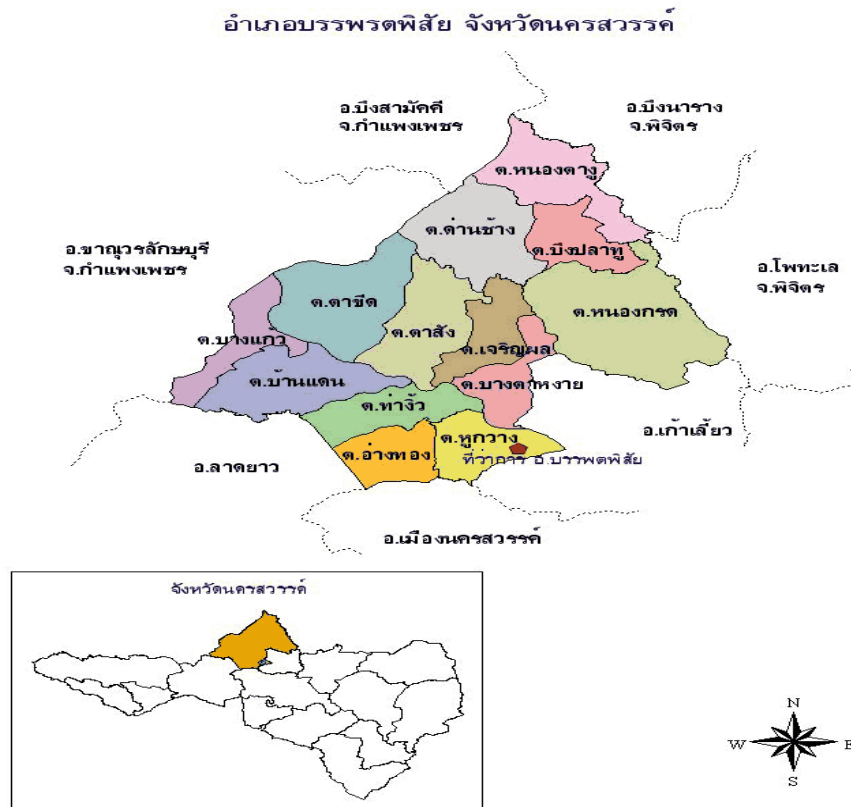 อำเภอบรรพรตพิสัย จังหวัดนครสวรรค์
อ.บึงสามัคคี
จ.กำแพงเพชร
อ.บึงนาราง
จ.พิจิตร
ต.หนองตางู
ต.ด่านช้าง
ต.บึงปลาทู
อ.ขาณุวรลักษบุรี
จ.กำแพงเพชร
อ.โพทะเล
จ.พิจิตร
ต.ตาขีด
ต.ตาสัง
ต.หนองกรด
ต.บางแก้ว
ต.เจริญผล
ต.บ้านแดน
ต.บางตาหงาย
ต.ท่างิ้ว
อ.เก้าเลี้ยว
ต.หูกวาง
ต.อ่างทอง
ที่ว่าการ อ.บรรพตพิสัย
อ.ลาดยาว
อ.เมืองนครสวรรค์
จังหวัดนครสวรรค์
N
W
E
S